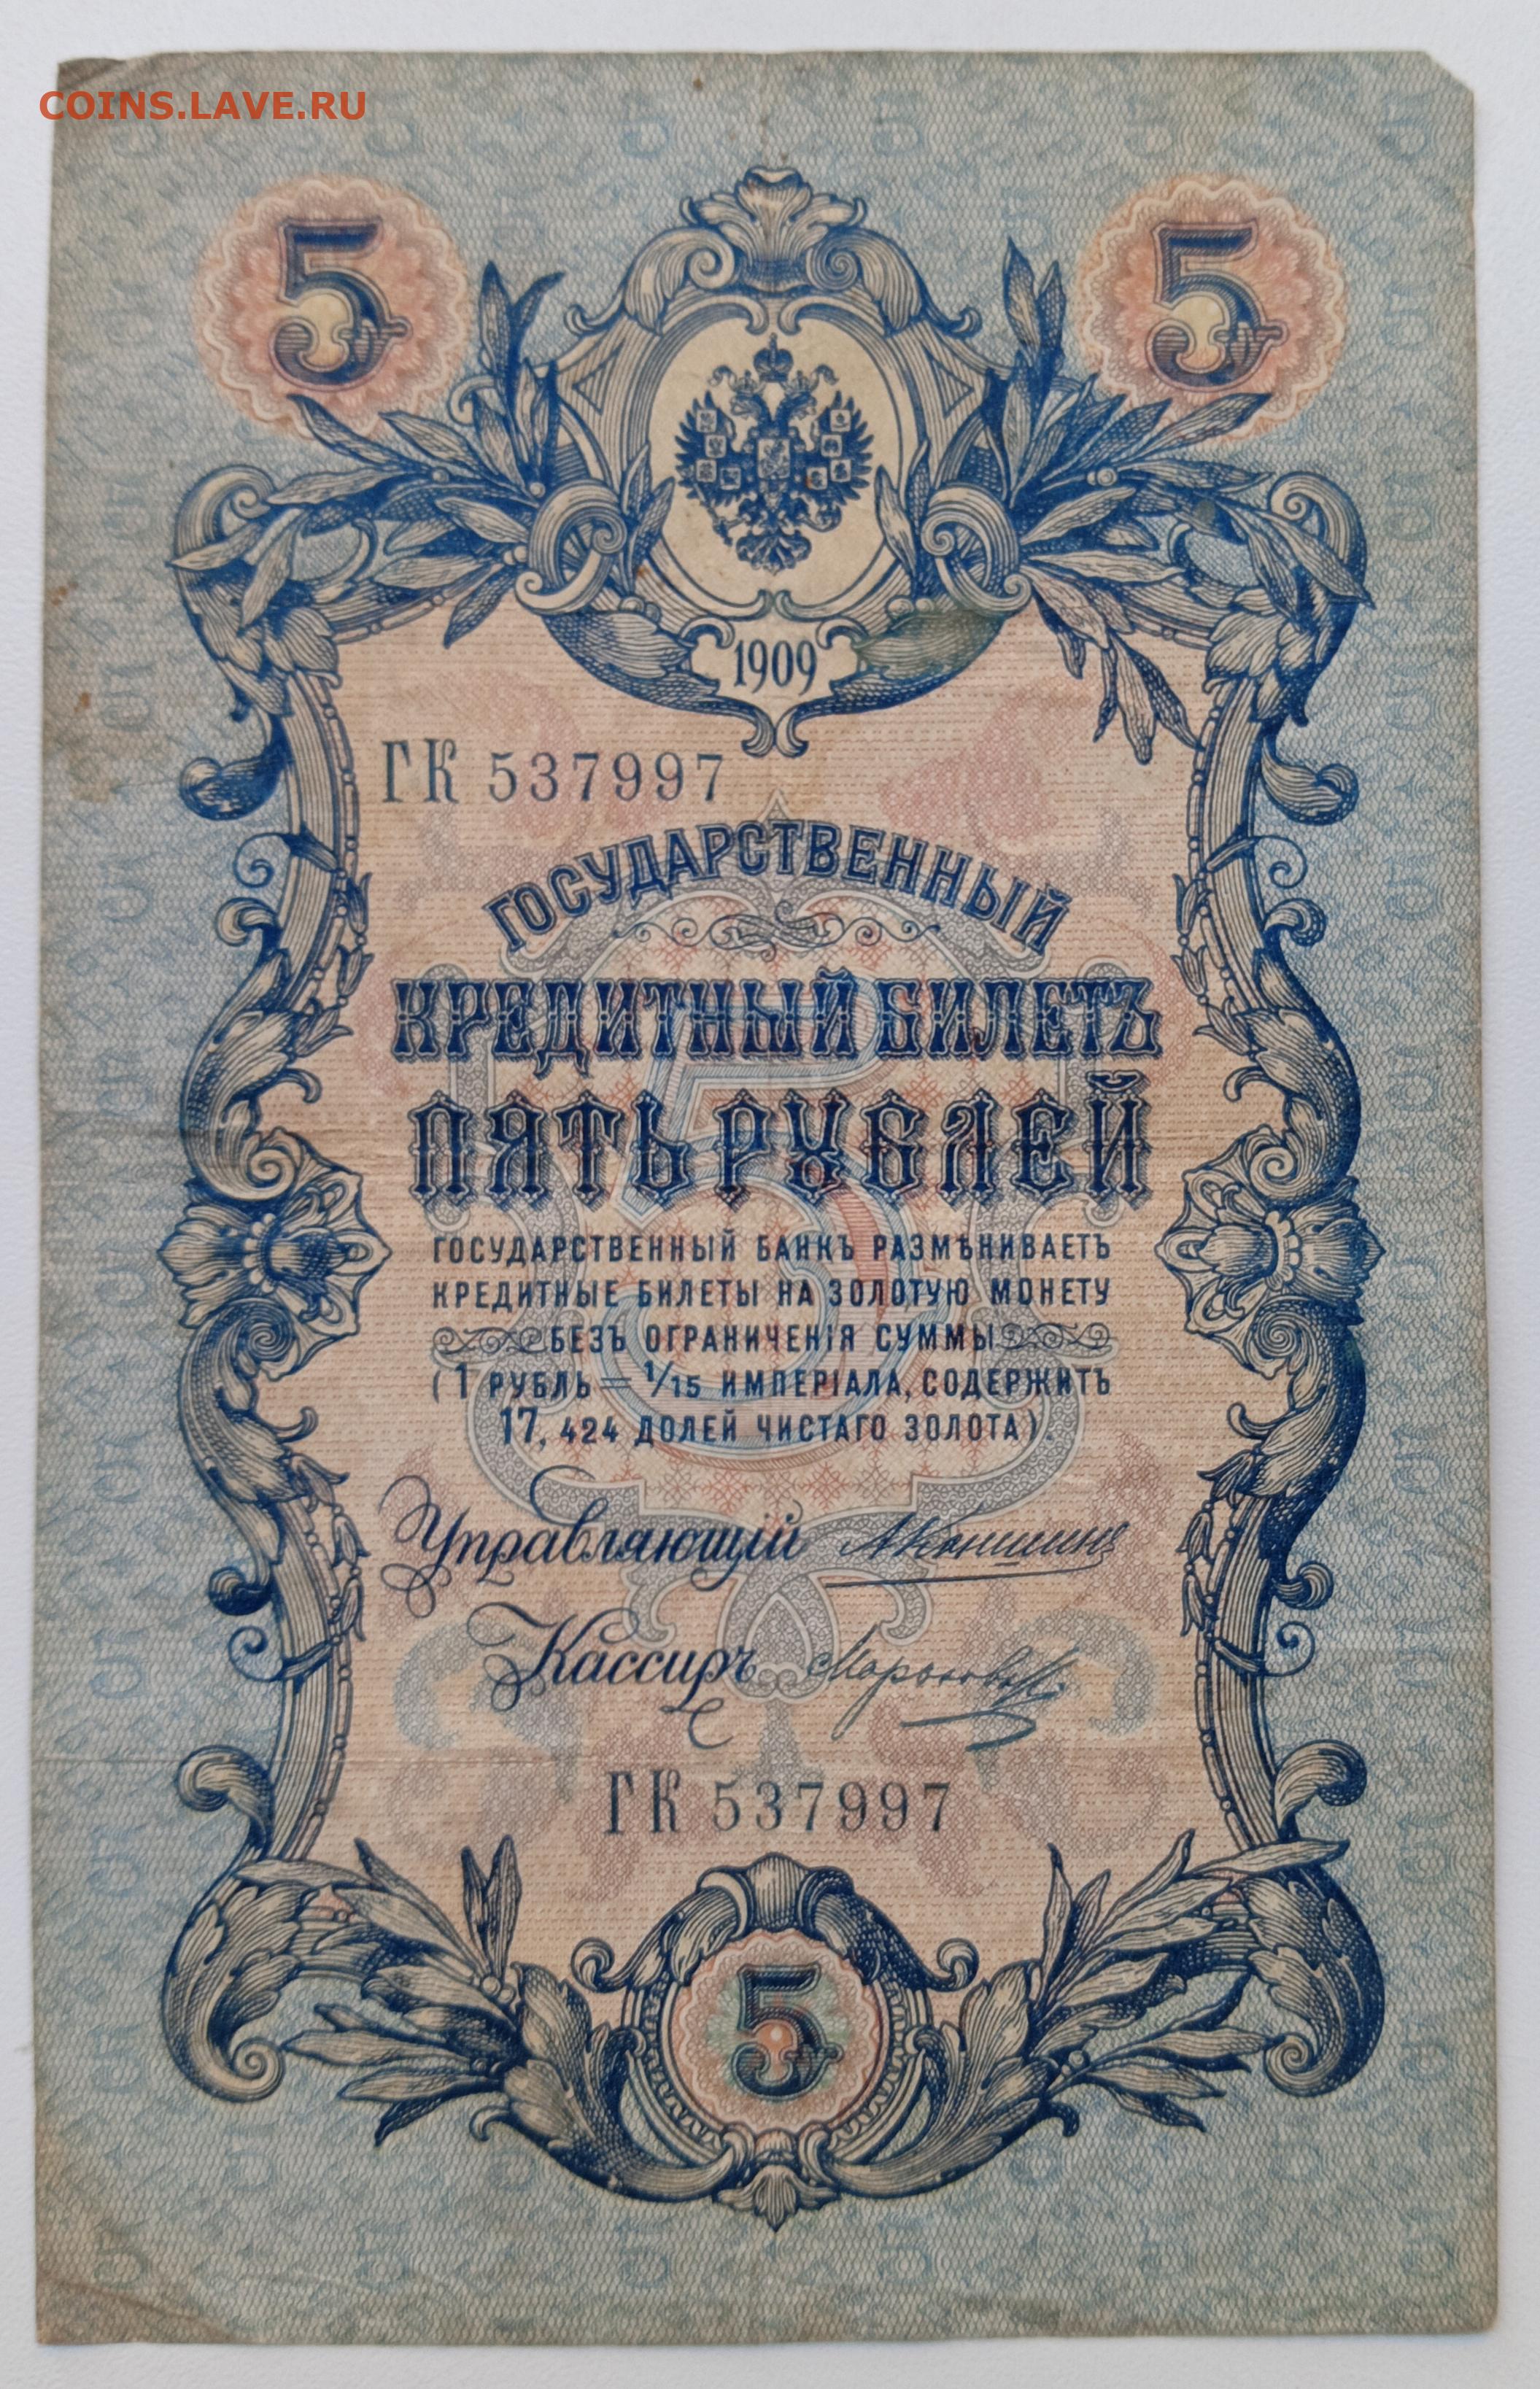 COINS.LAVE.RU
5 5
1909
ГК 537997
ГОСУДАРСТВЕННЫЙ
КРЕДИТНЫЙ БИЛЕТЪ
ПЯТЬ РУБЛЕЙ
ГОСУДАРСТВЕННЫЙ БАНКЪ РАЗМѢНИВАЕТЪ
КРЕДИТНЫЕ БИЛЕТЫ НА ЗОЛОТУЮ МОНЕТУ
БЕЗЪ ОГРАНИЧЕНІЯ СУММЫ
(1 РУБЛЬ = 1/15 ИМПЕРІАЛА, СОДЕРЖИТЪ
17,424 ДОЛЕЙ ЧИСТАГО ЗОЛОТА).
Управляющій АКоншинъ
Кассиръ
ГК 537997
5